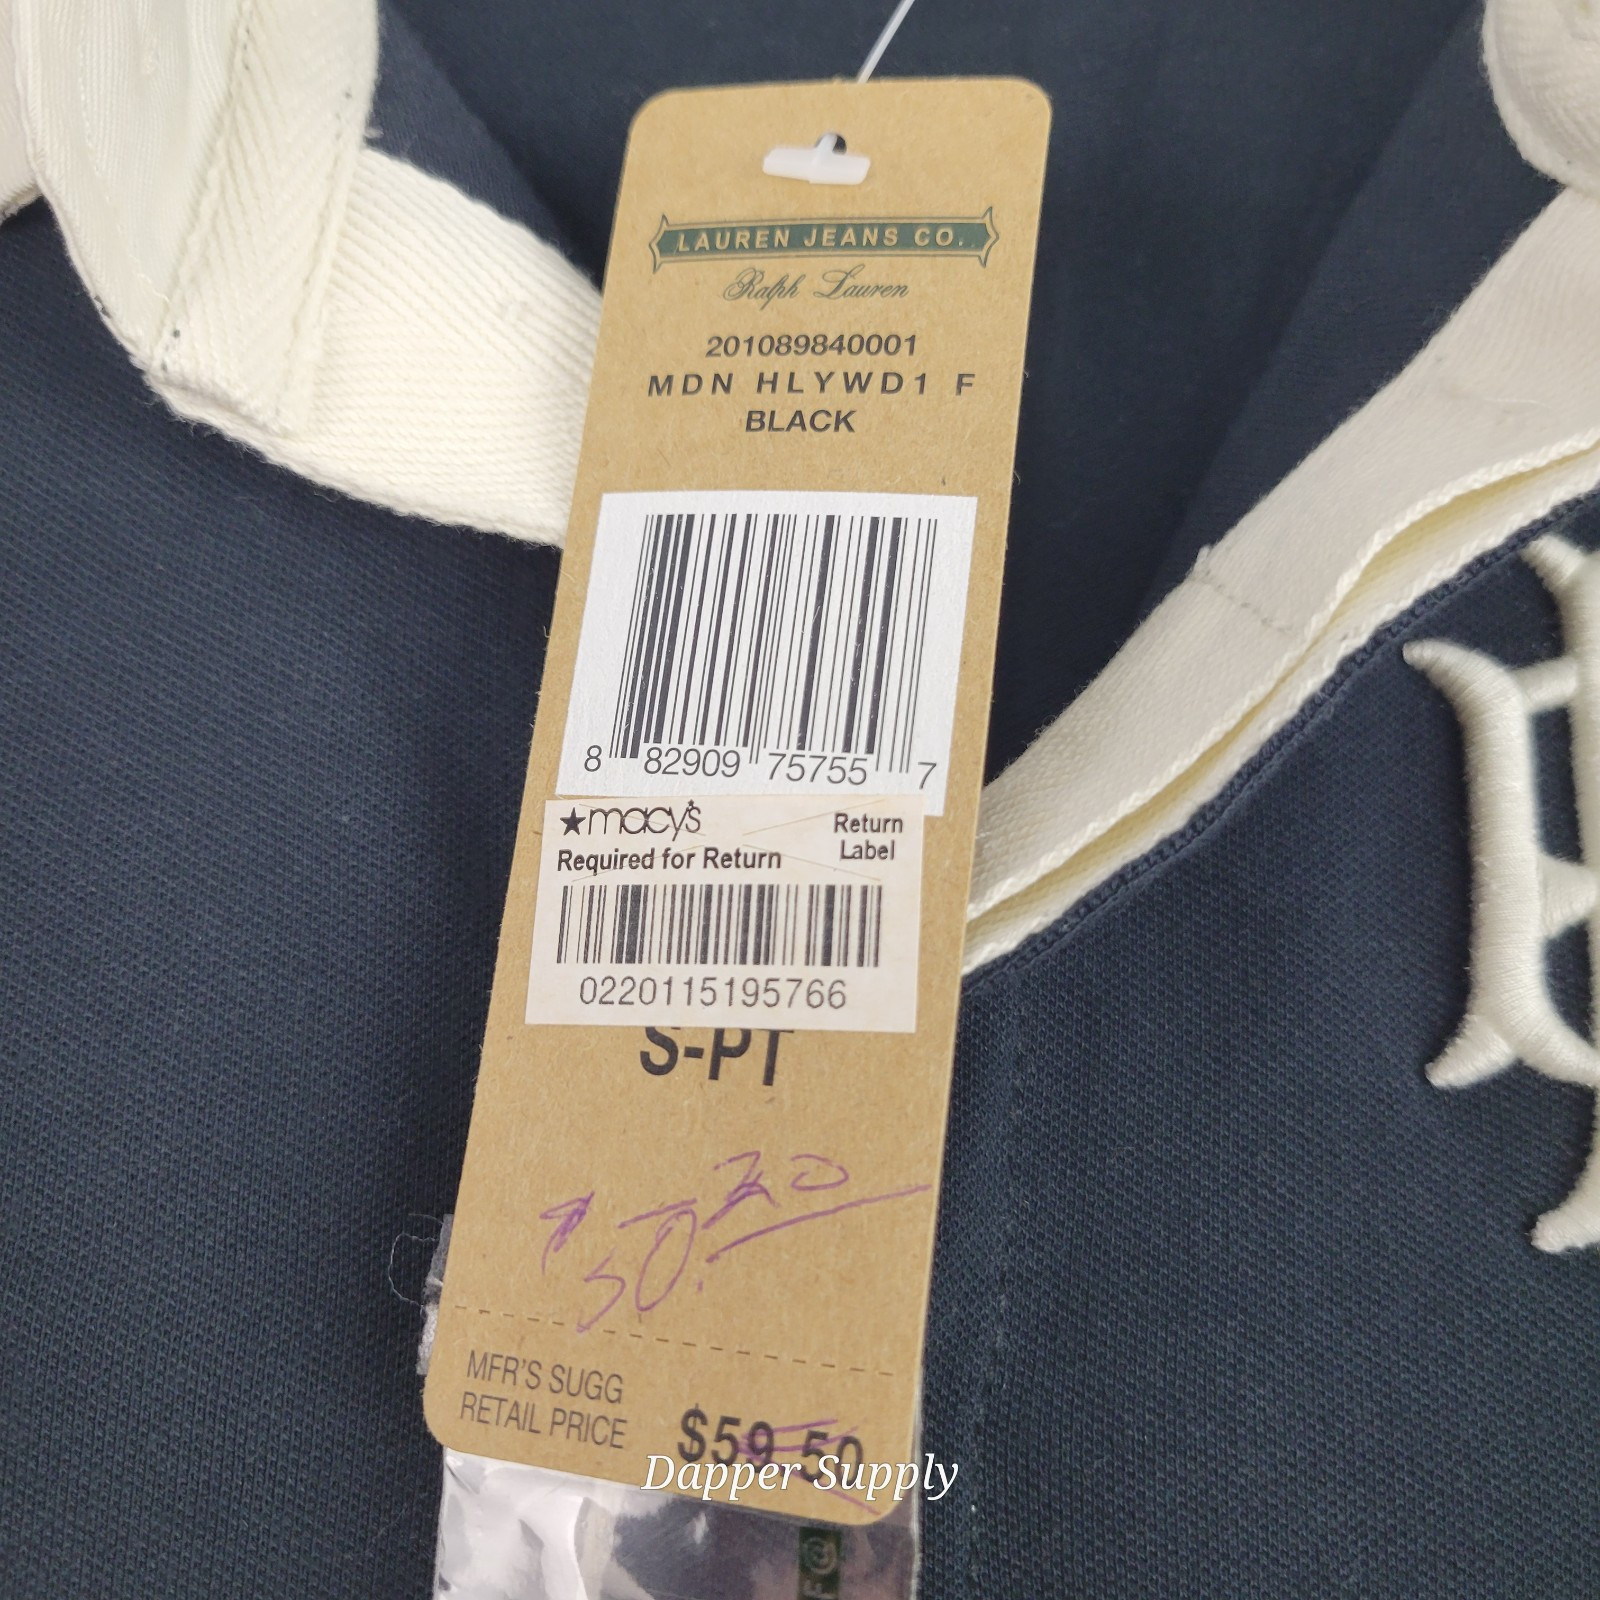 LAUREN JEANS CO.
Ralph Lauren
201089840001
MDN HLYWD1 F
BLACK
8 82909 75755 7
★macy's
Return
Label
Required for Return
0220115195766
S-PT
MFR'S SUGG
RETAIL PRICE
$59.50
Dapper Supply